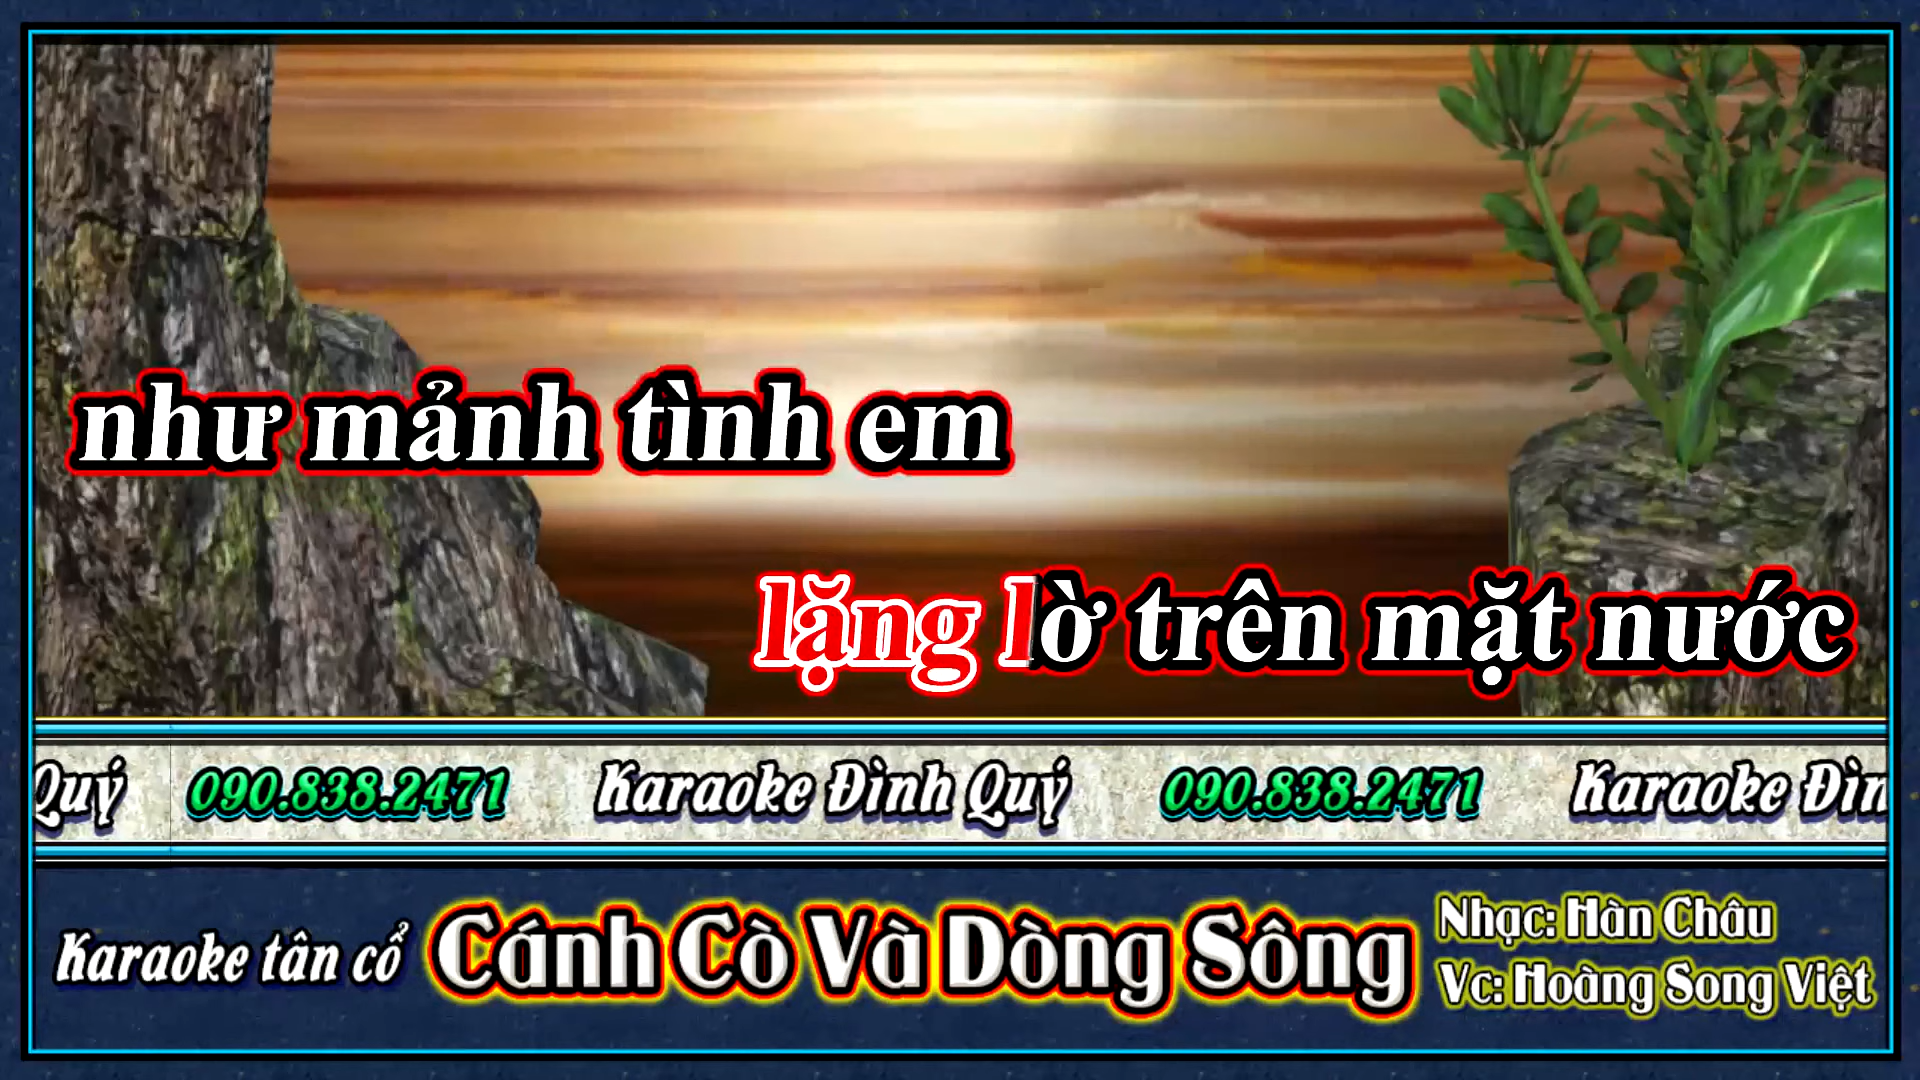 như mảnh tình em
lặng lờ trên mặt nước
Quý 090.838.2471 Karaoke Đình Quý 090.838.2471 Karaoke Đìn
Karaoke tân cổ Cánh Cò Và Dòng Sông
Nhạc: Hàn Châu
Vc: Hoàng Song Việt